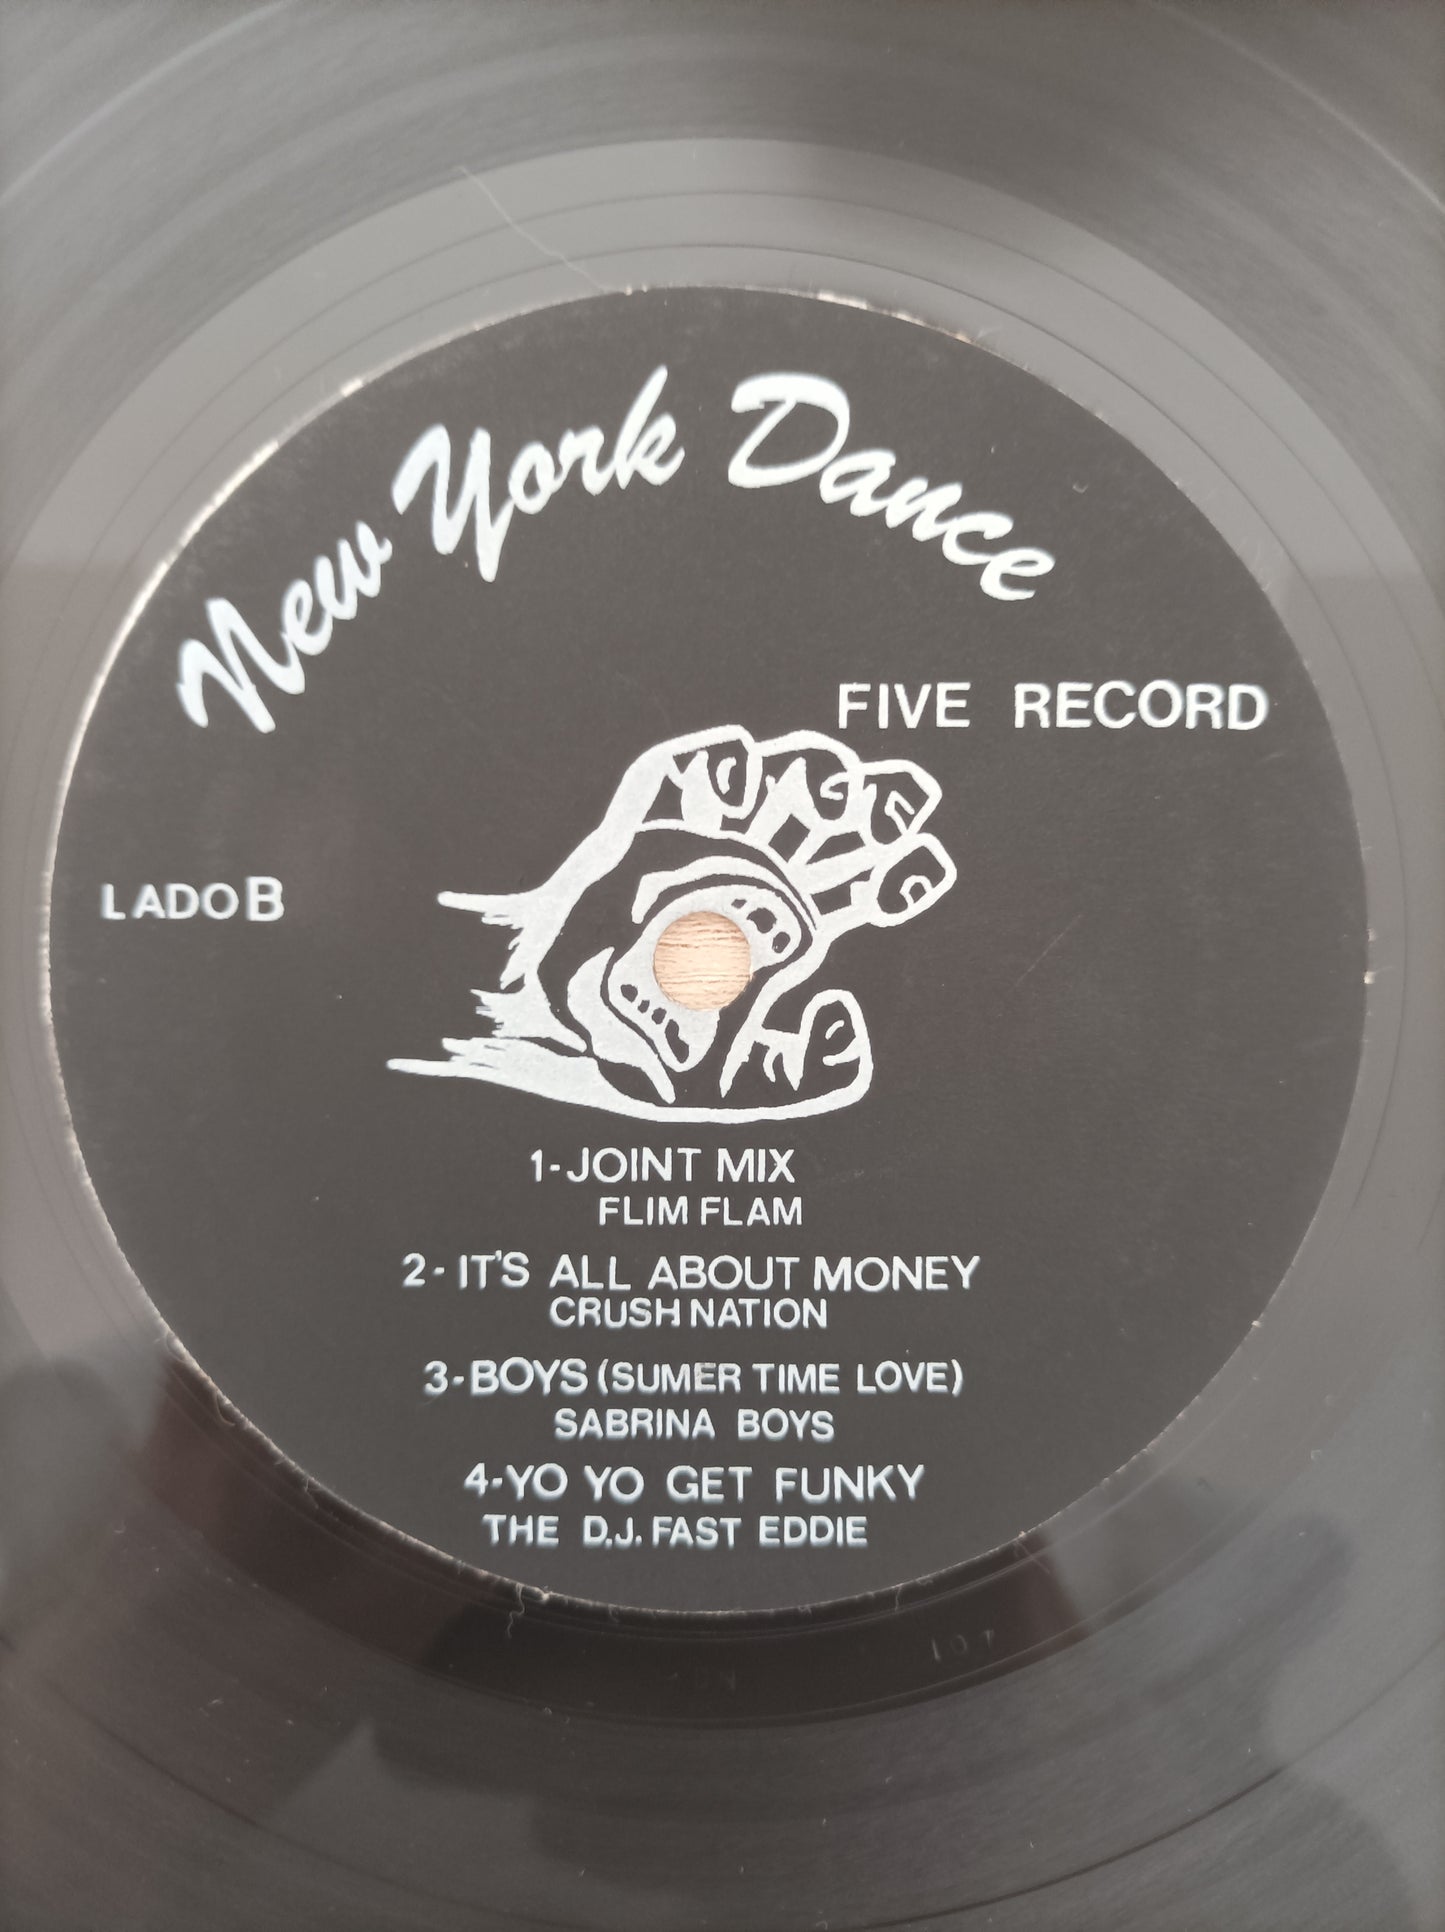 New York Dance
FIVE RECORD
LADO B
1-JOINT MIX
FLIM FLAM
2-IT'S ALL ABOUT MONEY
CRUSH NATION
3-BOYS (SUMER TIME LOVE)
SABRINA BOYS
4-YO YO GET FUNKY
THE D.J. FAST EDDIE